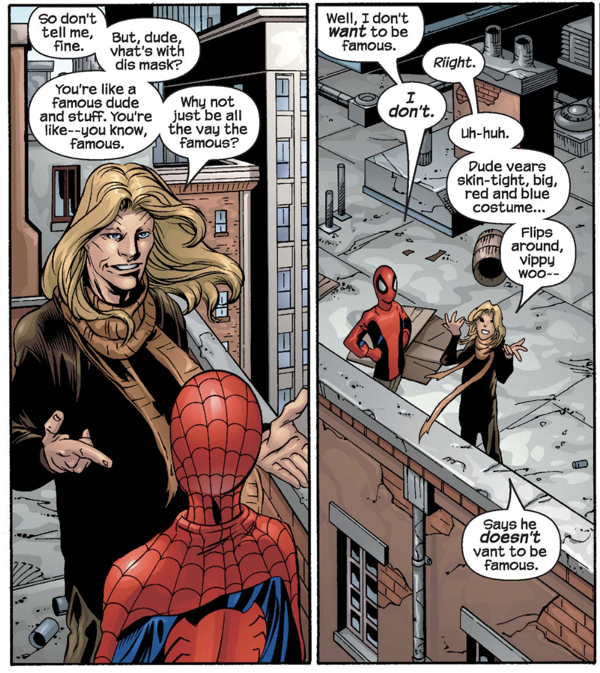 So don't
tell me,
fine.
But, dude,
vhat's with
dis mask?
You're like a
famous dude
and stuff. You're
like--you know,
famous.
Why not
just be all
the vay the
famous?
Well, I don't
want to be
famous.
Riight.
I
don't.
Uh-huh.
Dude vears
skin-tight, big,
red and blue
costume...
Flips
around,
vippy
woo--
Says he
doesn't
vant to be
famous.